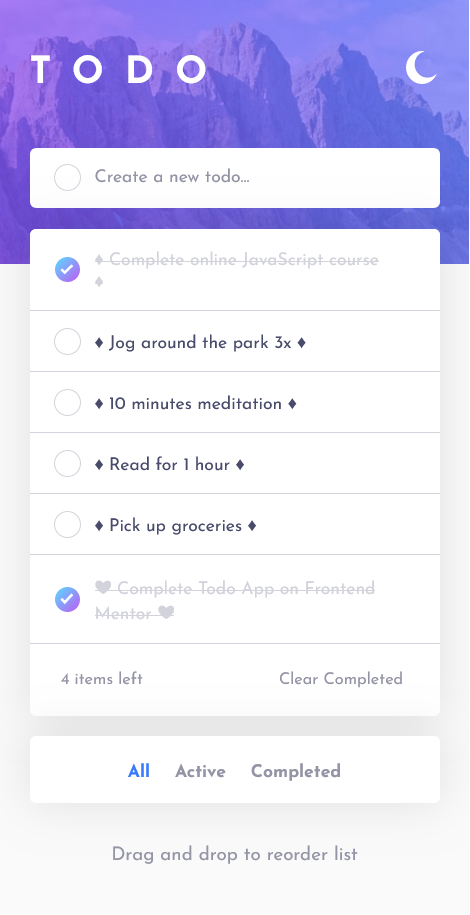 TODO
Create a new todo...
♦ Complete online JavaScript course
♦
♦ Jog around the park 3x ♦
♦ 10 minutes meditation ♦
♦ Read for 1 hour ♦
♦ Pick up groceries ♦
♥ Complete Todo App on Frontend
Mentor ♥
4 items left Clear Completed
All Active Completed
Drag and drop to reorder list